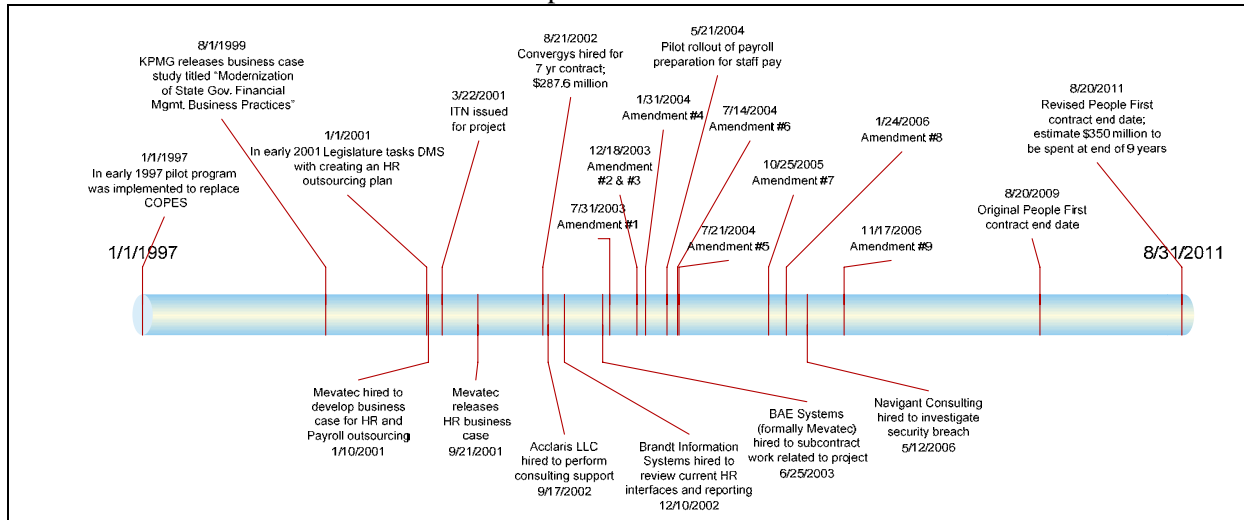 8/1/1999
KPMG releases business case
study titled “Modernization
of State Gov. Financial
Mgmt. Business Practices”
8/21/2002
Convergys hired for
7 yr contract;
$287.6 million
5/21/2004
Pilot rollout of payroll
preparation for staff pay
8/20/2011
Revised People First
contract end date;
estimate $350 million to
be spent at end of 9 years
3/22/2001
ITN issued
for project
1/31/2004
Amendment #4
7/14/2004
Amendment #6
1/24/2006
Amendment #8
1/1/2001
In early 2001 Legislature tasks DMS
with creating an HR
outsourcing plan
1/1/1997
In early 1997 pilot program
was implemented to replace
COPES
12/18/2003
Amendment
#2 & #3
10/25/2005
Amendment #7
8/20/2009
Original People First
contract end date
7/31/2003
Amendment #1
7/21/2004
Amendment #5
11/17/2006
Amendment #9
1/1/1997
8/31/2011
Mevatec hired to
develop business
case for HR and
Payroll outsourcing
1/10/2001
Mevatec
releases
HR business
case
9/21/2001
Acclaris LLC
hired to perform
consulting support
9/17/2002
Brandt Information
Systems hired to
review current HR
interfaces and reporting
12/10/2002
BAE Systems
(formally Mevatec)
hired to subcontract
work related to project
6/25/2003
Navigant Consulting
hired to investigate
security breach
5/12/2006